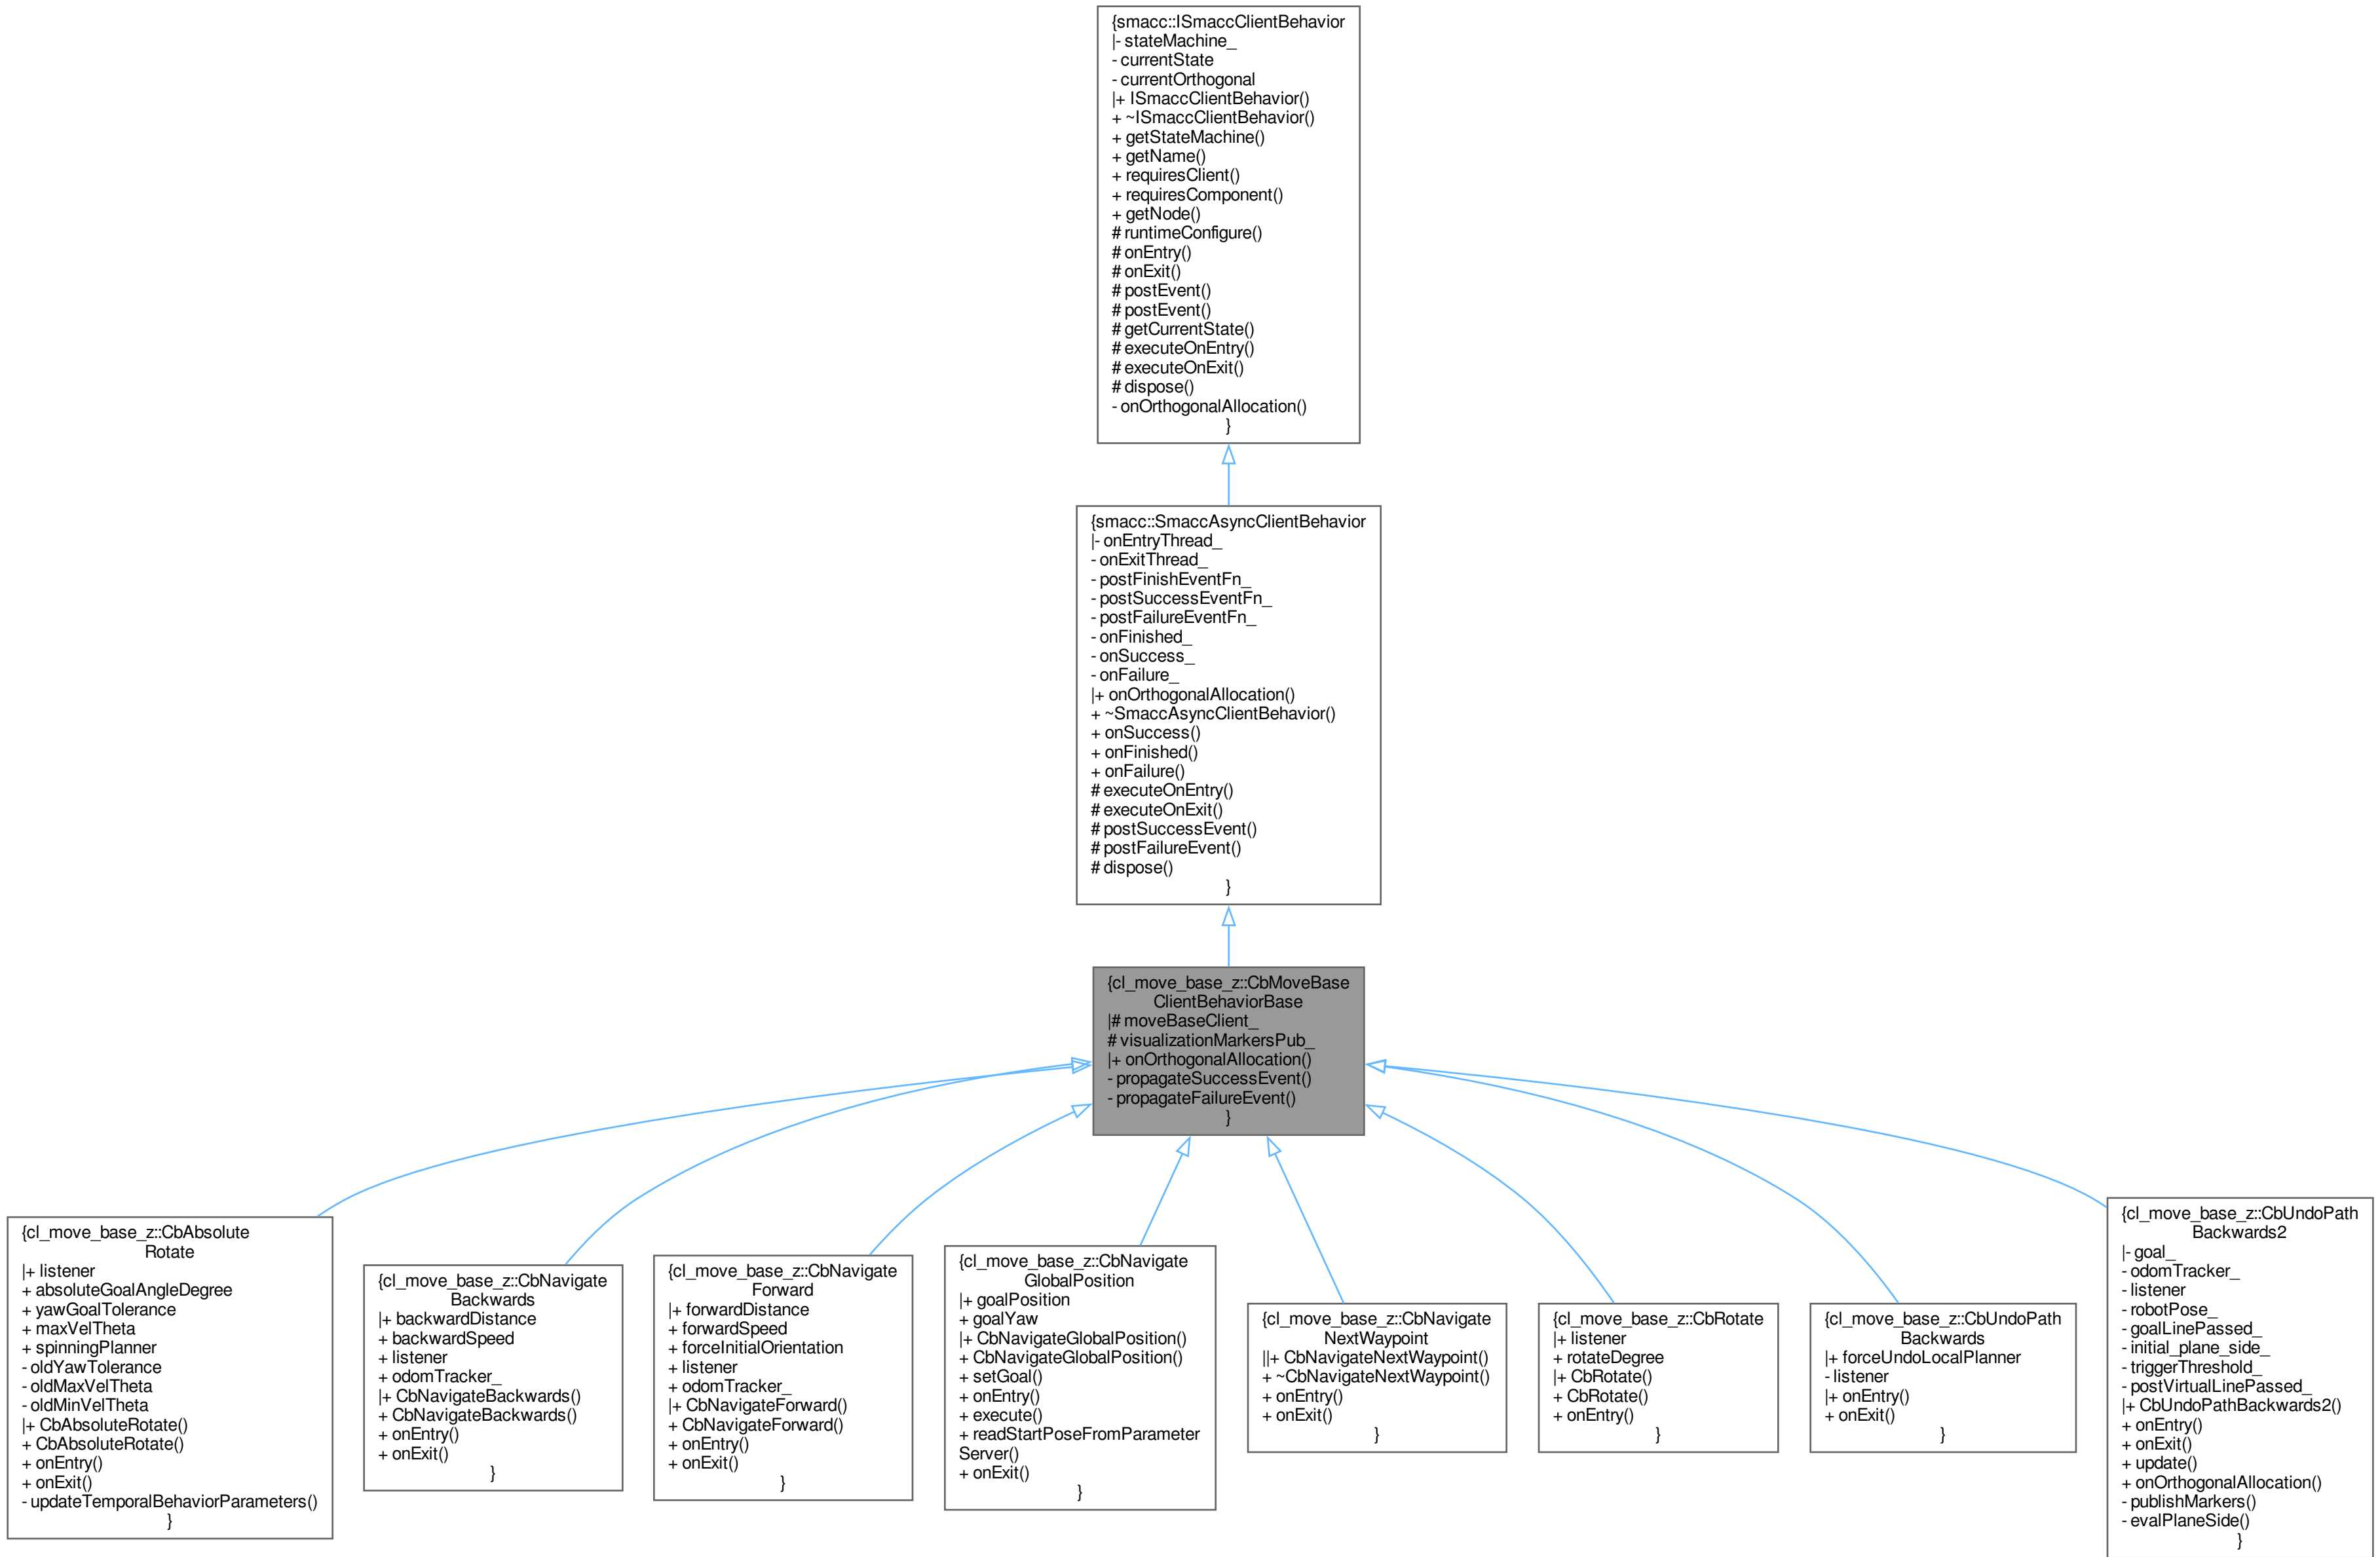 {smacc::ISmaccClientBehavior
|- stateMachine_
- currentState
- currentOrthogonal
|+ ISmaccClientBehavior()
+ ~ISmaccClientBehavior()
+ getStateMachine()
+ getName()
+ requiresClient()
+ requiresComponent()
+ getNode()
# runtimeConfigure()
# onEntry()
# onExit()
# postEvent()
# postEvent()
# getCurrentState()
# executeOnEntry()
# executeOnExit()
# dispose()
- onOrthogonalAllocation()
}
{smacc::SmaccAsyncClientBehavior
|- onEntryThread_
- onExitThread_
- postFinishEventFn_
- postSuccessEventFn_
- postFailureEventFn_
- onFinished_
- onSuccess_
- onFailure_
|+ onOrthogonalAllocation()
+ ~SmaccAsyncClientBehavior()
+ onSuccess()
+ onFinished()
+ onFailure()
# executeOnEntry()
# executeOnExit()
# postSuccessEvent()
# postFailureEvent()
# dispose()
}
{cl_move_base_z::CbMoveBase
ClientBehaviorBase
|# moveBaseClient_
# visualizationMarkersPub_
|+ onOrthogonalAllocation()
- propagateSuccessEvent()
- propagateFailureEvent()
}
{cl_move_base_z::CbAbsolute
Rotate
|+ listener
+ absoluteGoalAngleDegree
+ yawGoalTolerance
+ maxVelTheta
+ spinningPlanner
- oldYawTolerance
- oldMaxVelTheta
- oldMinVelTheta
|+ CbAbsoluteRotate()
+ CbAbsoluteRotate()
+ onEntry()
+ onExit()
- updateTemporalBehaviorParameters()
}
{cl_move_base_z::CbNavigate
Backwards
|+ backwardDistance
+ backwardSpeed
+ listener
+ odomTracker_
|+ CbNavigateBackwards()
+ CbNavigateBackwards()
+ onEntry()
+ onExit()
}
{cl_move_base_z::CbNavigate
Forward
|+ forwardDistance
+ forwardSpeed
+ forceInitialOrientation
+ listener
+ odomTracker_
|+ CbNavigateForward()
+ CbNavigateForward()
+ onEntry()
+ onExit()
}
{cl_move_base_z::CbNavigate
GlobalPosition
|+ goalPosition
+ goalYaw
|+ CbNavigateGlobalPosition()
+ CbNavigateGlobalPosition()
+ setGoal()
+ onEntry()
+ execute()
+ readStartPoseFromParameter
Server()
+ onExit()
}
{cl_move_base_z::CbNavigate
NextWaypoint
||+ CbNavigateNextWaypoint()
+ ~CbNavigateNextWaypoint()
+ onEntry()
+ onExit()
}
{cl_move_base_z::CbRotate
|+ listener
+ rotateDegree
|+ CbRotate()
+ CbRotate()
+ onEntry()
}
{cl_move_base_z::CbUndoPath
Backwards
|+ forceUndoLocalPlanner
- listener
|+ onEntry()
+ onExit()
}
{cl_move_base_z::CbUndoPath
Backwards2
|- goal_
- odomTracker_
- listener
- robotPose_
- goalLinePassed_
- initial_plane_side_
- triggerThreshold_
- postVirtualLinePassed_
|+ CbUndoPathBackwards2()
+ onEntry()
+ onExit()
+ update()
+ onOrthogonalAllocation()
- publishMarkers()
- evalPlaneSide()
}